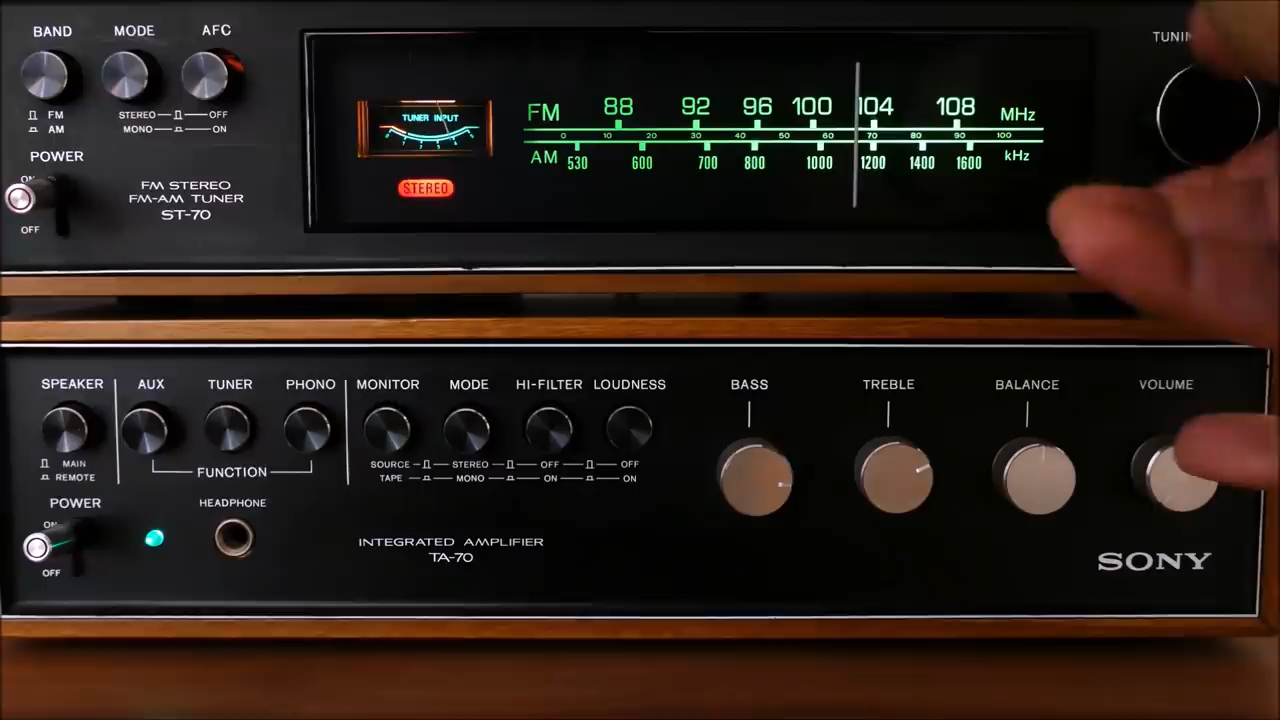 BAND MODE AFC
TUNIN
FM
AM
STEREO OFF
MONO ON
POWER
ON
OFF
FM STEREO
FM-AM TUNER
ST-70
TUNER INPUT
STEREO
FM 88 92 96 100 104 108 MHz
0 10 20 30 40 50 60 70 80 90 100
AM 530 600 700 800 1000 1200 1400 1600 kHz
SPEAKER AUX TUNER PHONO MONITOR MODE HI-FILTER LOUDNESS BASS TREBLE BALANCE VOLUME
MAIN
REMOTE
FUNCTION
SOURCE STEREO OFF OFF
TAPE MONO ON ON
POWER
ON
OFF
HEADPHONE
INTEGRATED AMPLIFIER
TA-70
SONY